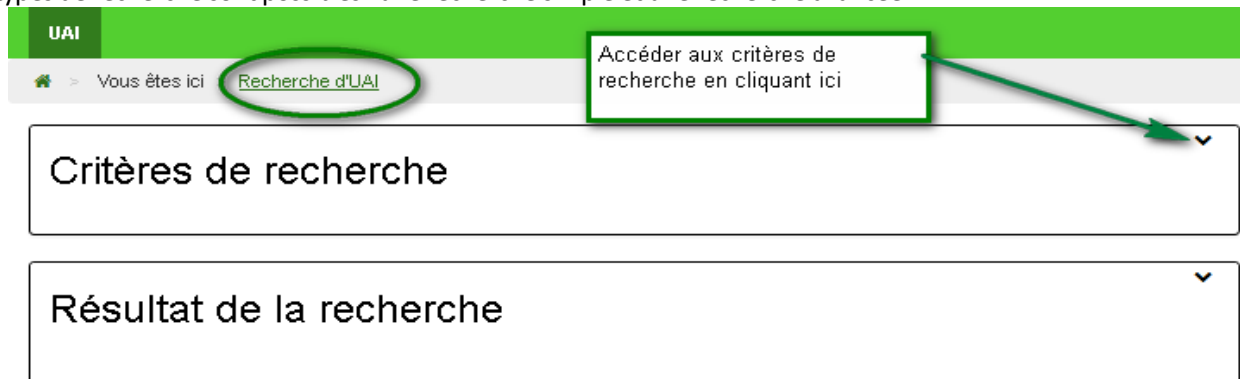 UAI
Accéder aux critères de
recherche en cliquant ici
> Vous êtes ici Recherche d'UAI
Critères de recherche
Résultat de la recherche